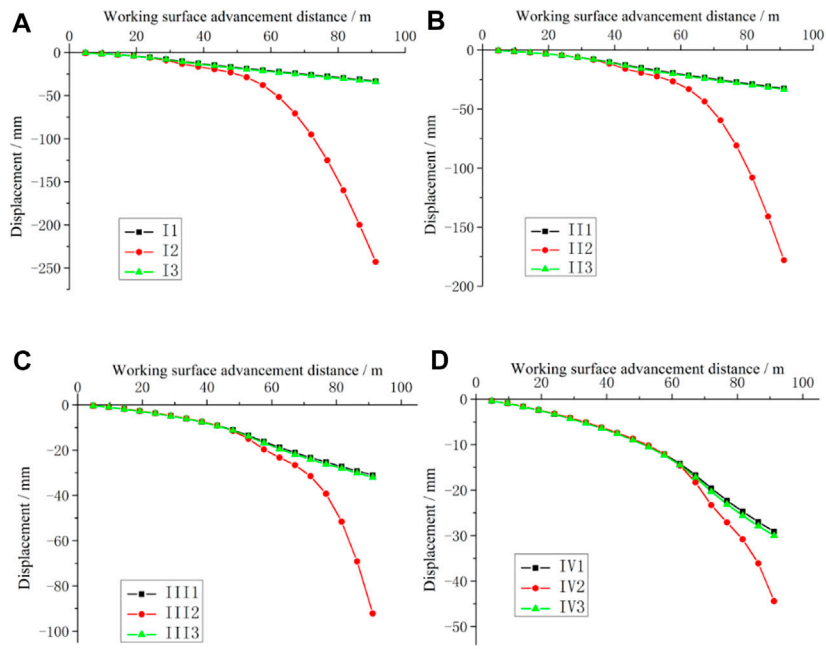 A
Working surface advancement distance / m
0 20 40 60 80 100
0
-50
-100
-150
-200
-250
Displacement / mm
I1
I2
I3
B
Working surface advancement distance / m
0 20 40 60 80 100
0
-50
-100
-150
-200
Displacement / mm
II1
II2
II3
C
Working surface advancement distance / m
0 20 40 60 80 100
0
-20
-40
-60
-80
-100
Displacement / mm
III1
III2
III3
D
Working surface advancement distance / m
0 20 40 60 80 100
0
-10
-20
-30
-40
-50
Displacement / mm
IV1
IV2
IV3